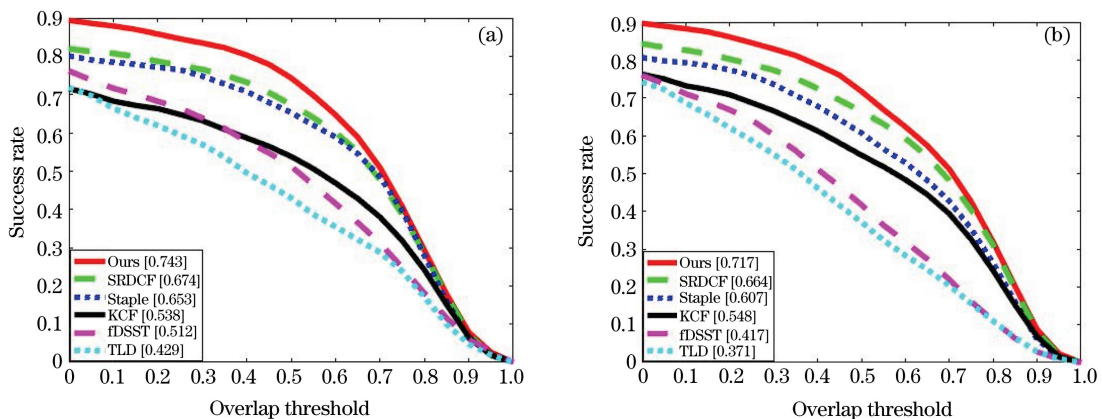 (a)
Success rate
0.9
0.8
0.7
0.6
0.5
0.4
0.3
0.2
0.1
0
Ours [0.743]
SRDCF [0.674]
Staple [0.653]
KCF [0.538]
fDSST [0.512]
TLD [0.429]
0 0.1 0.2 0.3 0.4 0.5 0.6 0.7 0.8 0.9 1.0
Overlap threshold
(b)
Success rate
0.9
0.8
0.7
0.6
0.5
0.4
0.3
0.2
0.1
0
Ours [0.717]
SRDCF [0.664]
Staple [0.607]
KCF [0.548]
fDSST [0.417]
TLD [0.371]
0 0.1 0.2 0.3 0.4 0.5 0.6 0.7 0.8 0.9 1.0
Overlap threshold